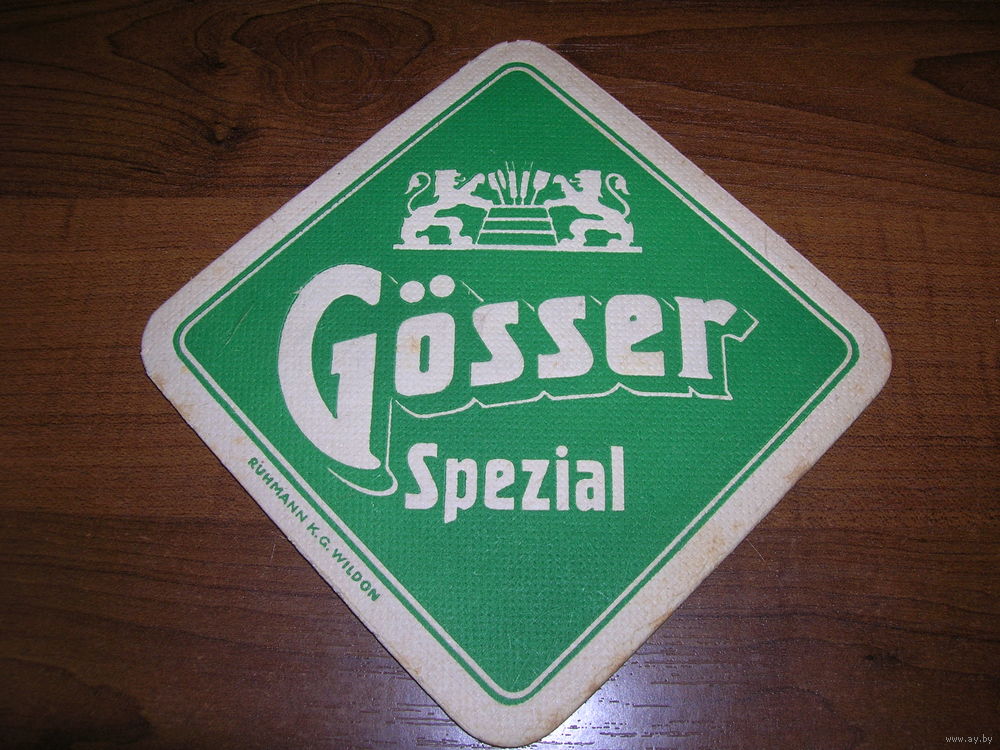 Gösser
Spezial
RUHMANN K.G. WILDON
www.ay.by